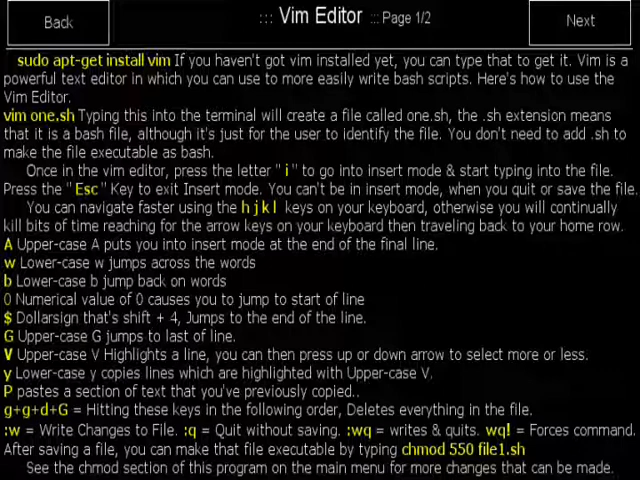 Back
::: Vim Editor ::: Page 1/2
Next
sudo apt-get install vim If you haven't got vim installed yet, you can type that to get it. Vim is a
powerful text editor in which you can use to more easily write bash scripts. Here's how to use the
Vim Editor.
vim one.sh Typing this into the terminal will create a file called one.sh, the .sh extension means
that it is a bash file, although it's just for the user to identify the file. You don't need to add .sh to
make the file executable as bash.
Once in the vim editor, press the letter "i" to go into insert mode & start typing into the file.
Press the "Esc" Key to exit Insert mode. You can't be in insert mode, when you quit or save the file.
You can navigate faster using the h j k l keys on your keyboard, otherwise you will continually
kill bits of time reaching for the arrow keys on your keyboard then traveling back to your home row.
A Upper-case A puts you into insert mode at the end of the final line.
w Lower-case w jumps across the words
b Lower-case b jump back on words
0 Numerical value of 0 causes you to jump to start of line
$ Dollarsign that's shift + 4, Jumps to the end of the line.
G Upper-case G jumps to last of line.
V Upper-case V Highlights a line, you can then press up or down arrow to select more or less.
y Lower-case y copies lines which are highlighted with Upper-case V.
P pastes a section of text that you've previously copied..
g+g+d+G = Hitting these keys in the following order, Deletes everything in the file.
:w = Write Changes to File. :q = Quit without saving. :wq = writes & quits. wq! = Forces command.
After saving a file, you can make that file executable by typing chmod 550 file1.sh
See the chmod section of this program on the main menu for more changes that can be made.